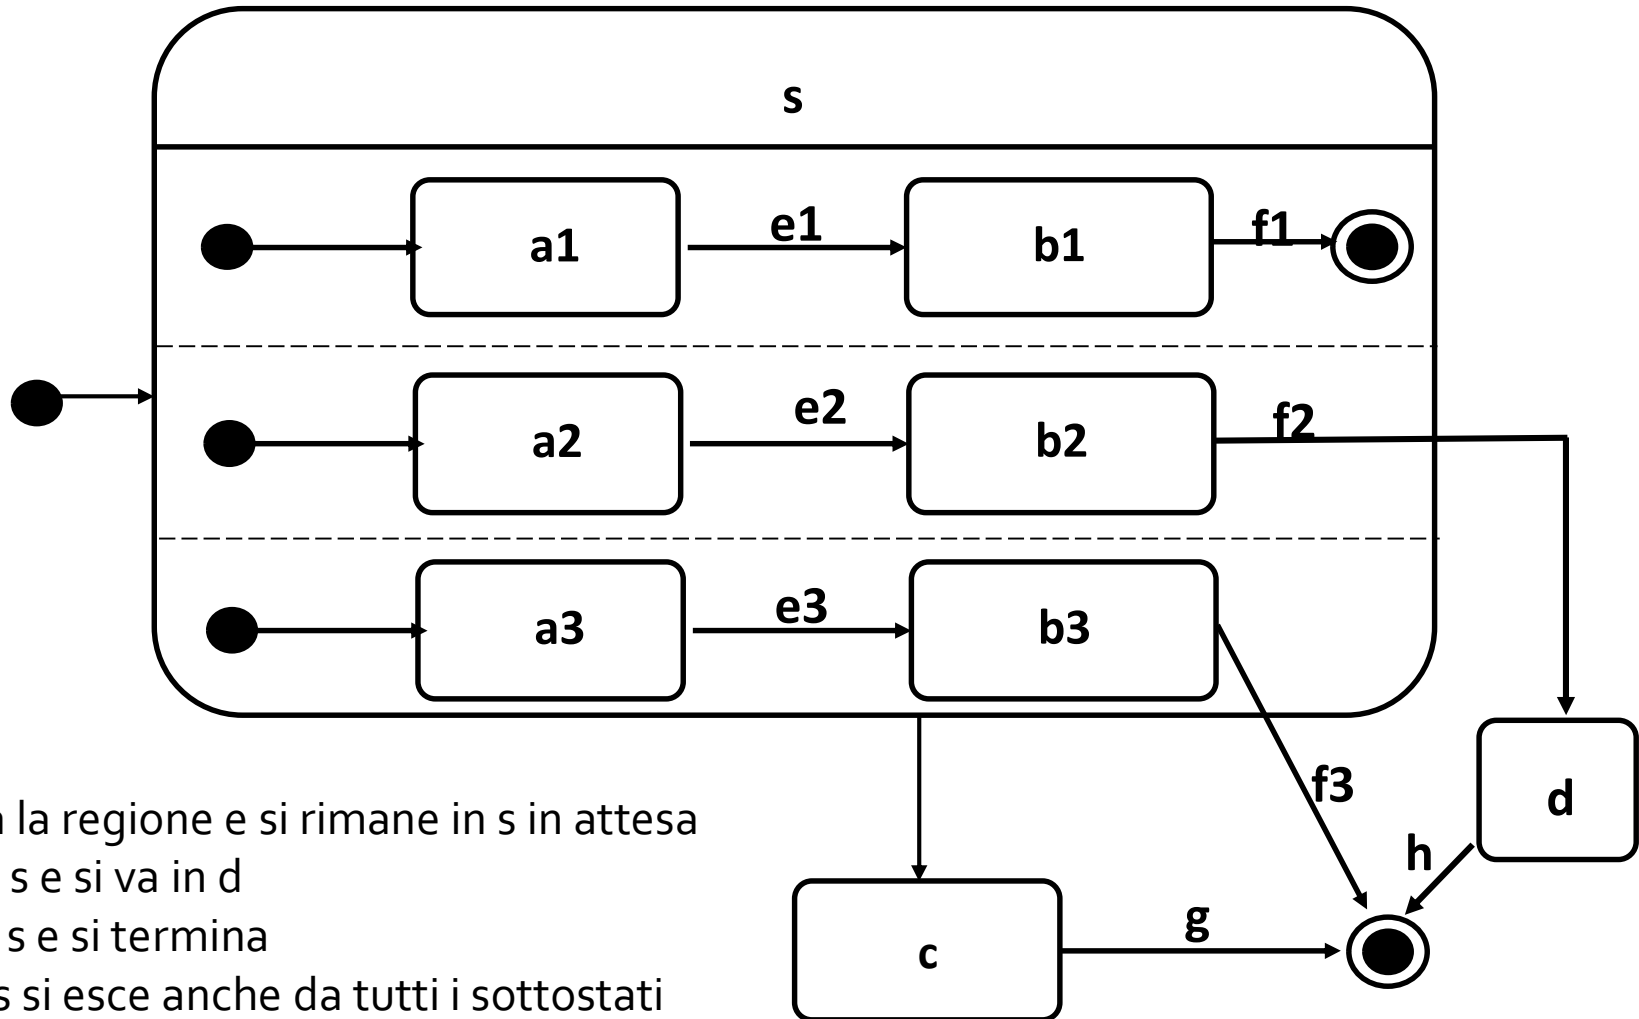 s
a1
e1
b1
f1
a2
e2
b2
f2
a3
e3
b3
f3
d
h
la regione e si rimane in s in attesa
s e si va in d
s e si termina
s si esce anche da tutti i sottostati
c
g